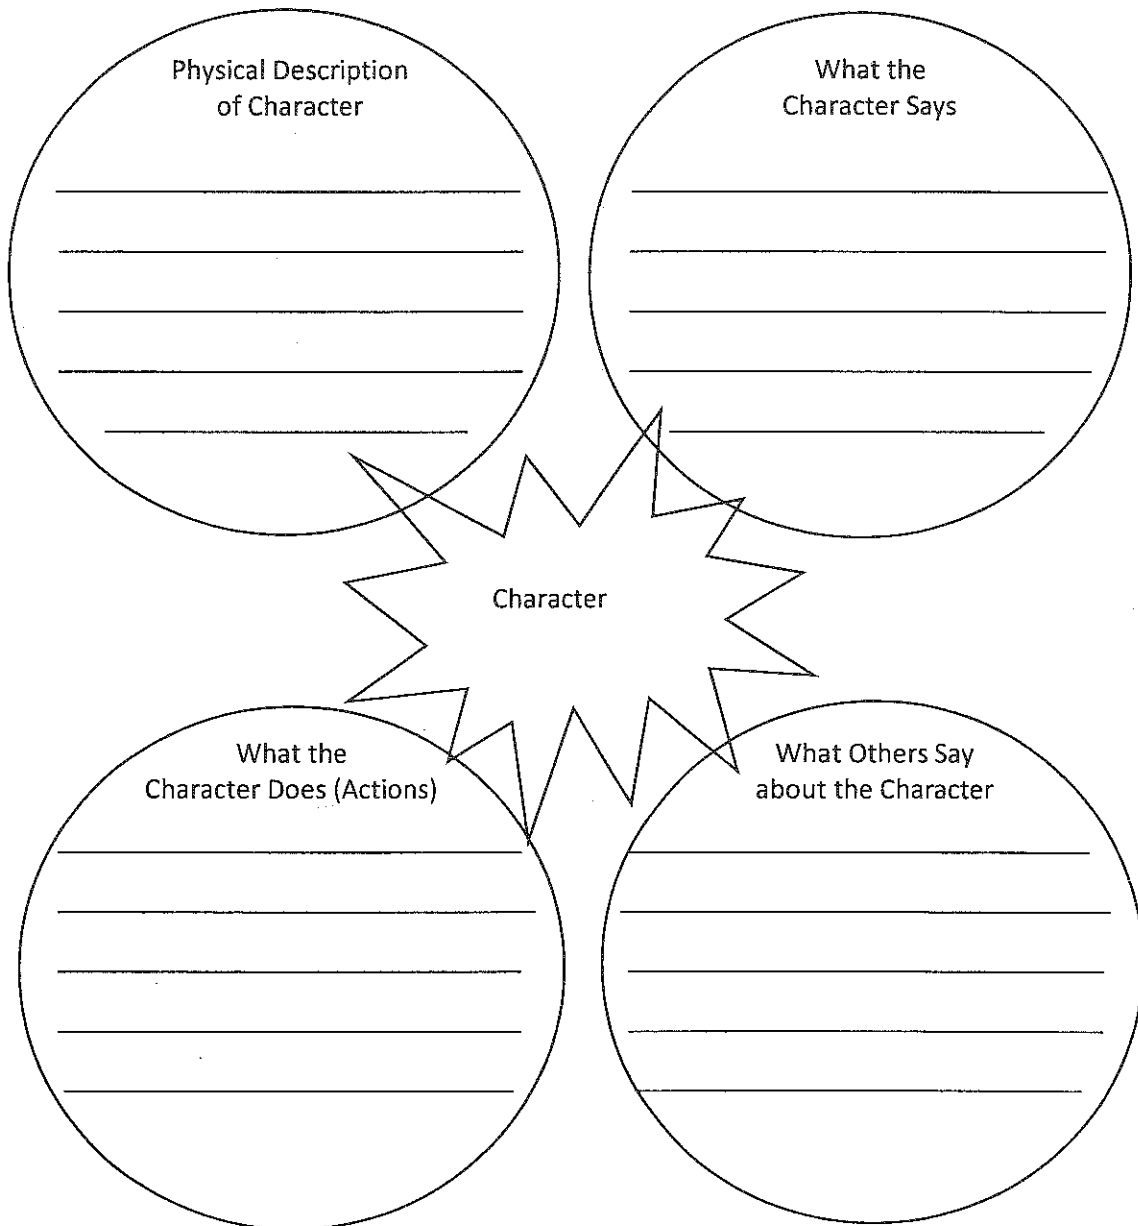 Physical Description
of Character
What the
Character Says
Character
What the
Character Does (Actions)
What Others Say
about the Character